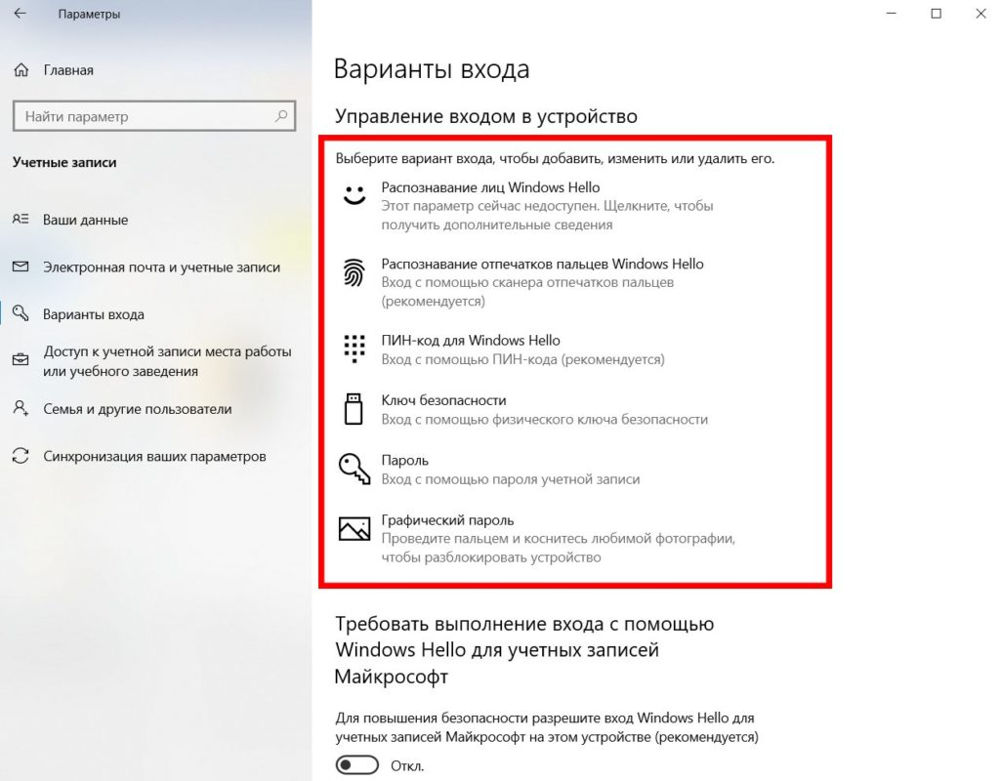 Параметры
Главная
Найти параметр
Учетные записи
Ваши данные
Электронная почта и учетные записи
Варианты входа
Доступ к учетной записи места работы
или учебного заведения
Семья и другие пользователи
Синхронизация ваших параметров
Варианты входа
Управление входом в устройство
Выберите вариант входа, чтобы добавить, изменить или удалить его.
Распознавание лиц Windows Hello
Этот параметр сейчас недоступен. Щелкните, чтобы
получить дополнительные сведения
Распознавание отпечатков пальцев Windows Hello
Вход с помощью сканера отпечатков пальцев
(рекомендуется)
ПИН-код для Windows Hello
Вход с помощью ПИН-кода (рекомендуется)
Ключ безопасности
Вход с помощью физического ключа безопасности
Пароль
Вход с помощью пароля учетной записи
Графический пароль
Проведите пальцем и коснитесь любимой фотографии,
чтобы разблокировать устройство
Требовать выполнение входа с помощью
Windows Hello для учетных записей
Майкрософт
Для повышения безопасности разрешите вход Windows Hello для
учетных записей Майкрософт на этом устройстве (рекомендуется)
Откл.